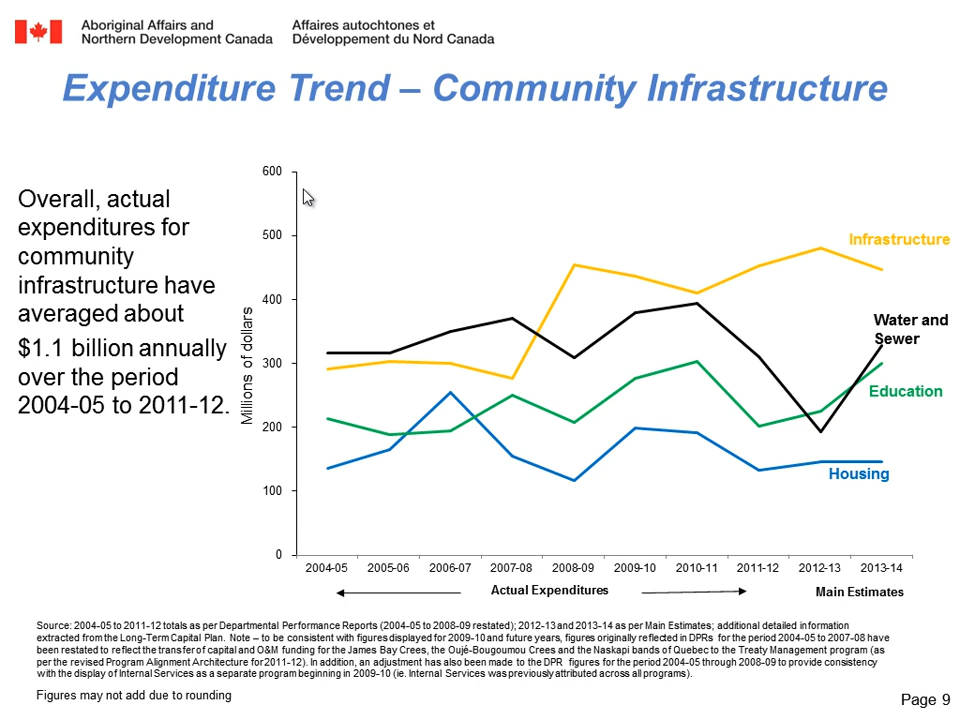 Aboriginal Affairs and
Northern Development Canada
Affaires autochtones et
Développement du Nord Canada
Expenditure Trend – Community Infrastructure
Overall, actual
expenditures for
community
infrastructure have
averaged about
$1.1 billion annually
over the period
2004-05 to 2011-12.
Millions of dollars
600
500
400
300
200
100
0
Infrastructure
Water and
Sewer
Education
Housing
2004-05 2005-06 2006-07 2007-08 2008-09 2009-10 2010-11 2011-12 2012-13 2013-14
Actual Expenditures
Main Estimates
Source: 2004-05 to 2011-12 totals as per Departmental Performance Reports (2004-05 to 2008-09 restated); 2012-13 and 2013-14 as per Main Estimates; additional detailed information
extracted from the Long-Term Capital Plan. Note – to be consistent with figures displayed for 2009-10 and future years, figures originally reflected in DPRs for the period 2004-05 to 2007-08 have
been restated to reflect the transfer of capital and O&M funding for the James Bay Crees, the Oujé-Bougoumou Crees and the Naskapi bands of Quebec to the Treaty Management program (as
per the revised Program Alignment Architecture for 2011-12). In addition, an adjustment has also been made to the DPR figures for the period 2004-05 through 2008-09 to provide consistency
with the display of Internal Services as a separate program beginning in 2009-10 (ie. Internal Services was previously attributed across all programs).
Figures may not add due to rounding
Page 9